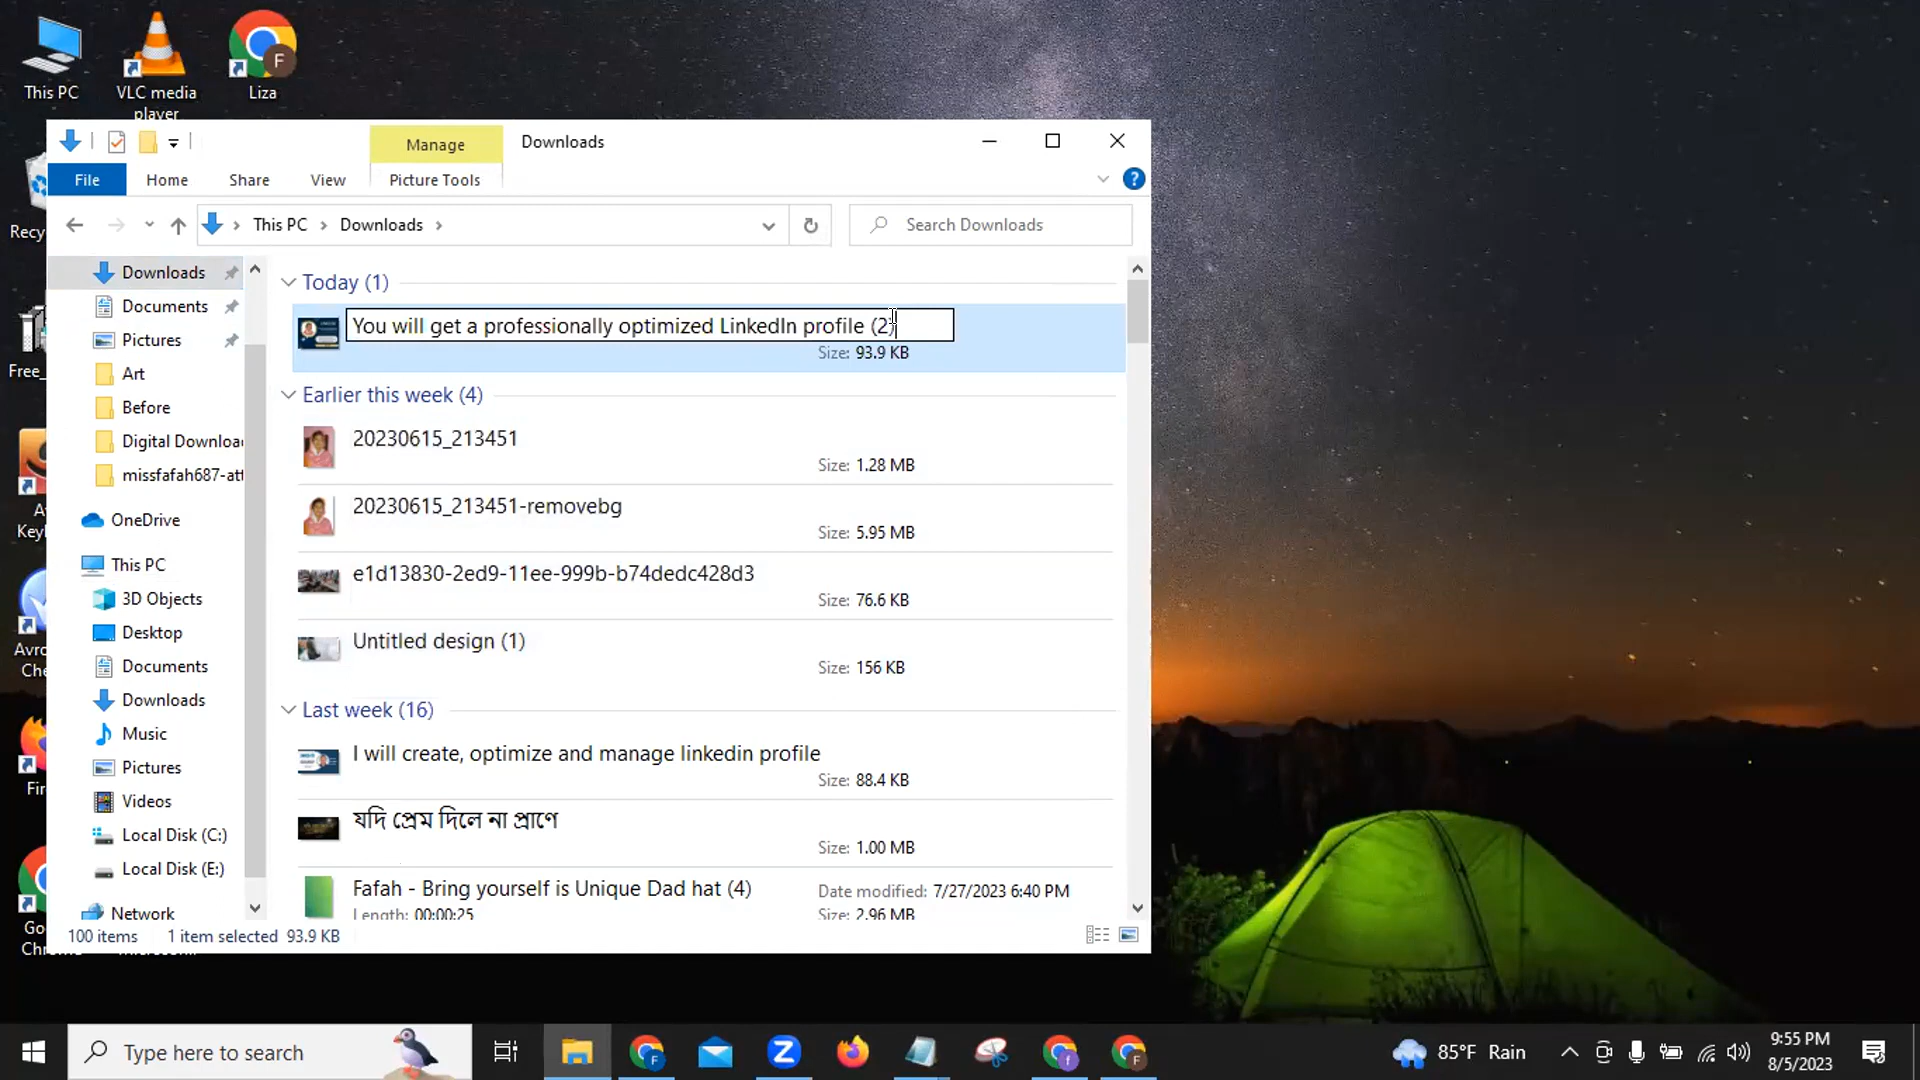 This PC
VLC media
player
Liza
F
Recy
Free_
Keyl
Avro
Che
Fir
Chr
Manage
Downloads
File
Home
Share
View
Picture Tools
This PC
Downloads
Search Downloads
Downloads
Documents
Pictures
Art
Before
Digital Downloa
missfafah687-att
OneDrive
This PC
3D Objects
Desktop
Documents
Downloads
Music
Pictures
Videos
Local Disk (C:)
Local Disk (E:)
Network
Today (1)
You will get a professionally optimized LinkedIn profile (2)
Size: 93.9 KB
Earlier this week (4)
20230615_213451
Size: 1.28 MB
20230615_213451-removebg
Size: 5.95 MB
e1d13830-2ed9-11ee-999b-b74dedc428d3
Size: 76.6 KB
Untitled design (1)
Size: 156 KB
Last week (16)
I will create, optimize and manage linkedin profile
Size: 88.4 KB
যদি প্রেম দিলে না প্রাণে
Size: 1.00 MB
Fafah - Bring yourself is Unique Dad hat (4)
Date modified: 7/27/2023 6:40 PM
Length: 00:00:25
Size: 2.96 MB
100 items 1 item selected 93.9 KB
Type here to search
85°F Rain
9:55 PM
8/5/2023